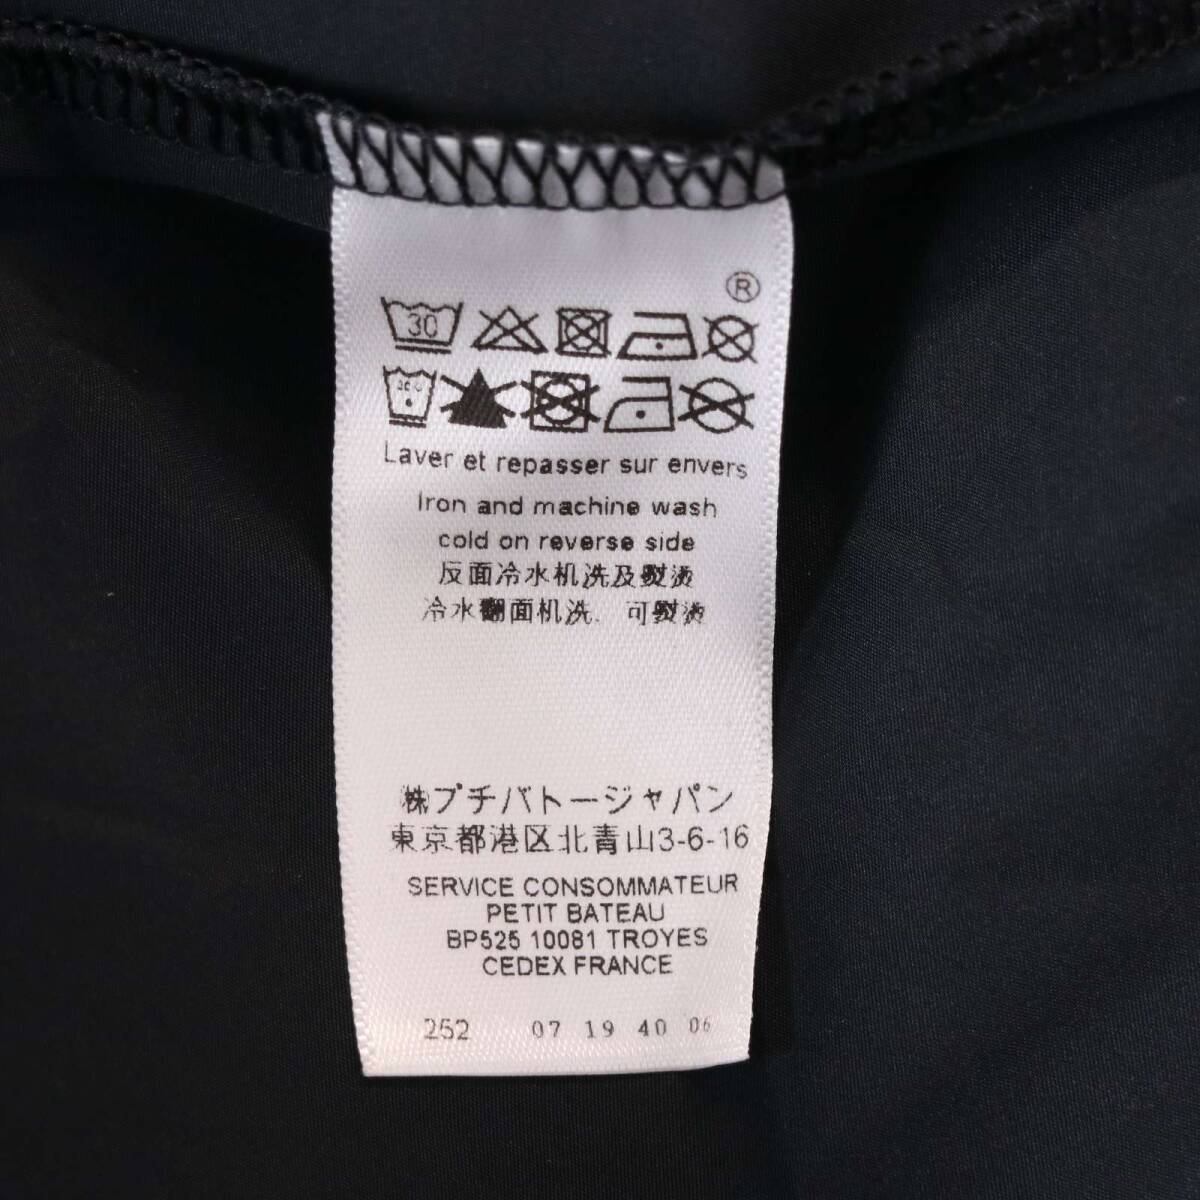 ®
30
Laver et repasser sur envers
Iron and machine wash
cold on reverse side
反面冷水机洗及熨烫
冷水翻面机洗．可熨烫
㈱プチバトージャパン
東京都港区北青山3-6-16
SERVICE CONSOMMATEUR
PETIT BATEAU
BP525 10081 TROYES
CEDEX FRANCE
252 07 19 40 06